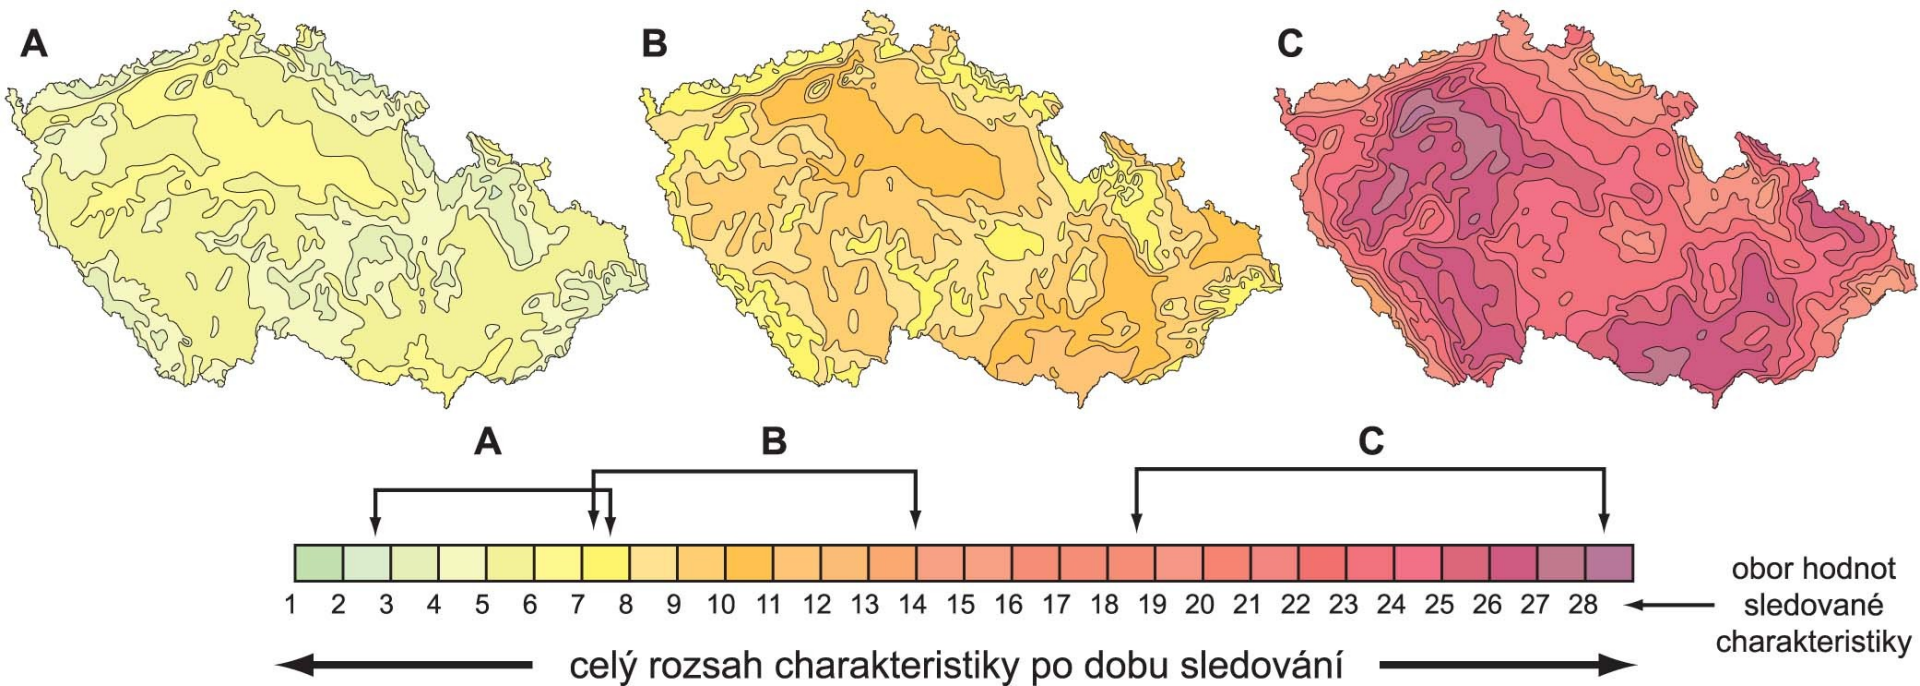 A B C
A B C
1 2 3 4 5 6 7 8 9 10 11 12 13 14 15 16 17 18 19 20 21 22 23 24 25 26 27 28
obor hodnot
sledované
charakteristiky
celý rozsah charakteristiky po dobu sledování